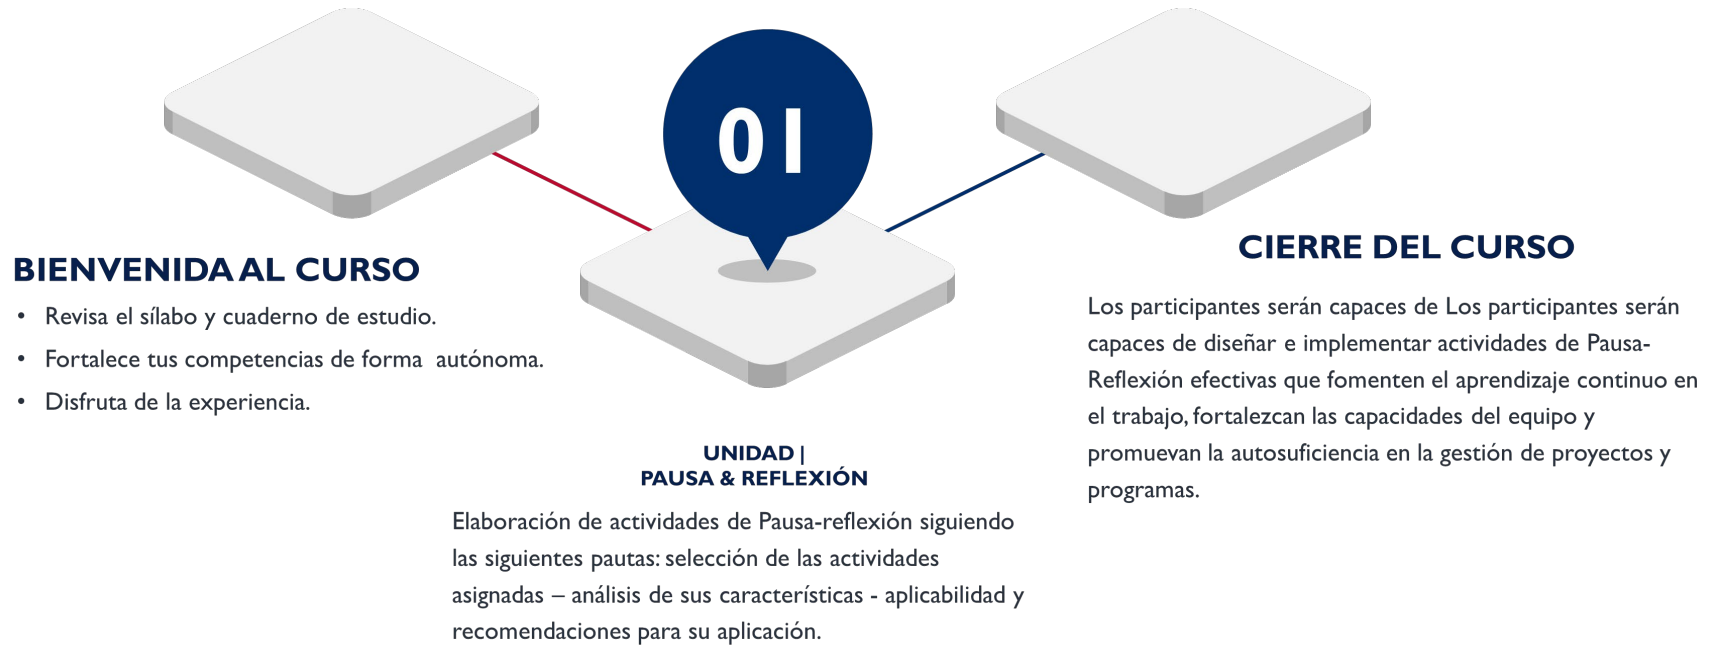 01
BIENVENIDA AL CURSO
• Revisa el sílabo y cuaderno de estudio.
• Fortalece tus competencias de forma  autónoma.
• Disfruta de la experiencia.
UNIDAD |
PAUSA & REFLEXIÓN
Elaboración de actividades de Pausa-reflexión siguiendo
las siguientes pautas: selección de las actividades
asignadas – análisis de sus características - aplicabilidad y
recomendaciones para su aplicación.
CIERRE DEL CURSO
Los participantes serán capaces de Los participantes serán
capaces de diseñar e implementar actividades de Pausa-
Reflexión efectivas que fomenten el aprendizaje continuo en
el trabajo, fortalezcan las capacidades del equipo y
promuevan la autosuficiencia en la gestión de proyectos y
programas.